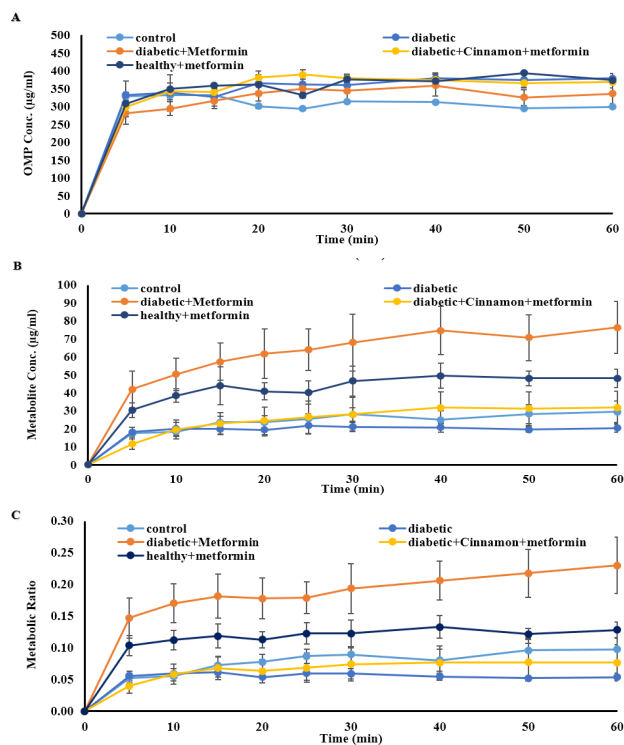 A
control
diabetic
diabetic+Metformin
diabetic+Cinnamon+metformin
healthy+metformin
OMP Conc. (µg/ml)
500
450
400
350
300
250
200
150
100
50
0
0 10 20 30 40 50 60
Time (min)
B
control
diabetic
diabetic+Metformin
diabetic+Cinnamon+metformin
healthy+metformin
Metabolite Conc. (µg/ml)
100
90
80
70
60
50
40
30
20
10
0
0 10 20 30 40 50 60
Time (min)
C
control
diabetic
diabetic+Metformin
diabetic+Cinnamon+metformin
healthy+metformin
Metabolic Ratio
0.30
0.25
0.20
0.15
0.10
0.05
0.00
0 10 20 30 40 50 60
Time (min)